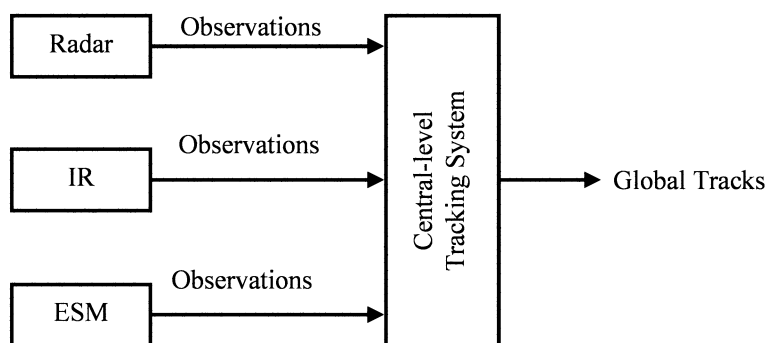 Radar
Observations
IR
Observations
ESM
Observations
Central-level
Tracking System
Global Tracks